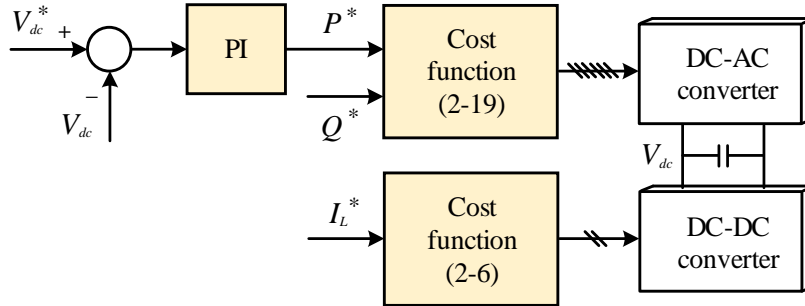 V_dc^*
+
−
V_dc
PI
P^*
Q^*
Cost
function
(2-19)
DC-AC
converter
V_dc
I_L^*
Cost
function
(2-6)
DC-DC
converter